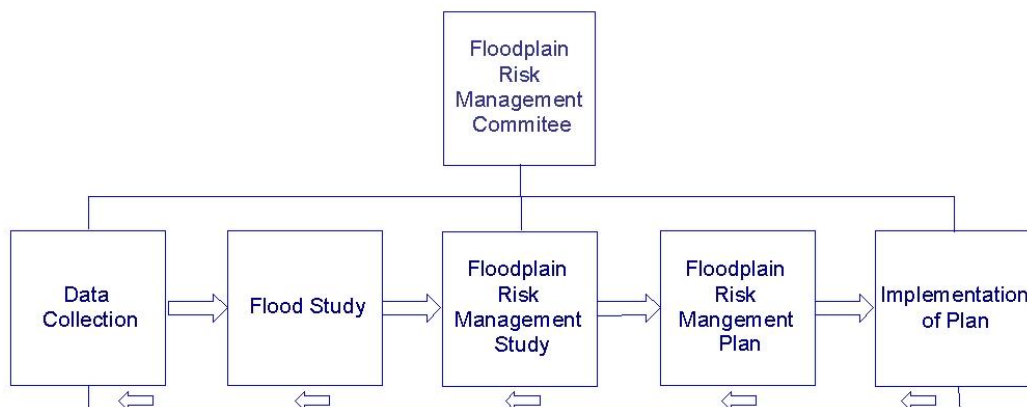 Floodplain
Risk
Management
Commitee
Data
Collection
Flood Study
Floodplain
Risk
Management
Study
Floodplain
Risk
Mangement
Plan
Implementation
of Plan